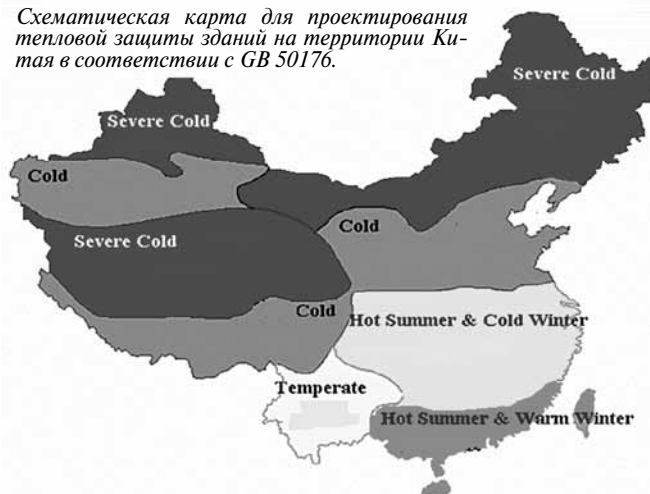 Схематическая карта для проектирования
тепловой защиты зданий на территории Ки-
тая в соответствии с GB 50176.
Severe Cold
Severe Cold
Cold
Cold
Severe Cold
Cold
Hot Summer & Cold Winter
Temperate
Hot Summer & Warm Winter